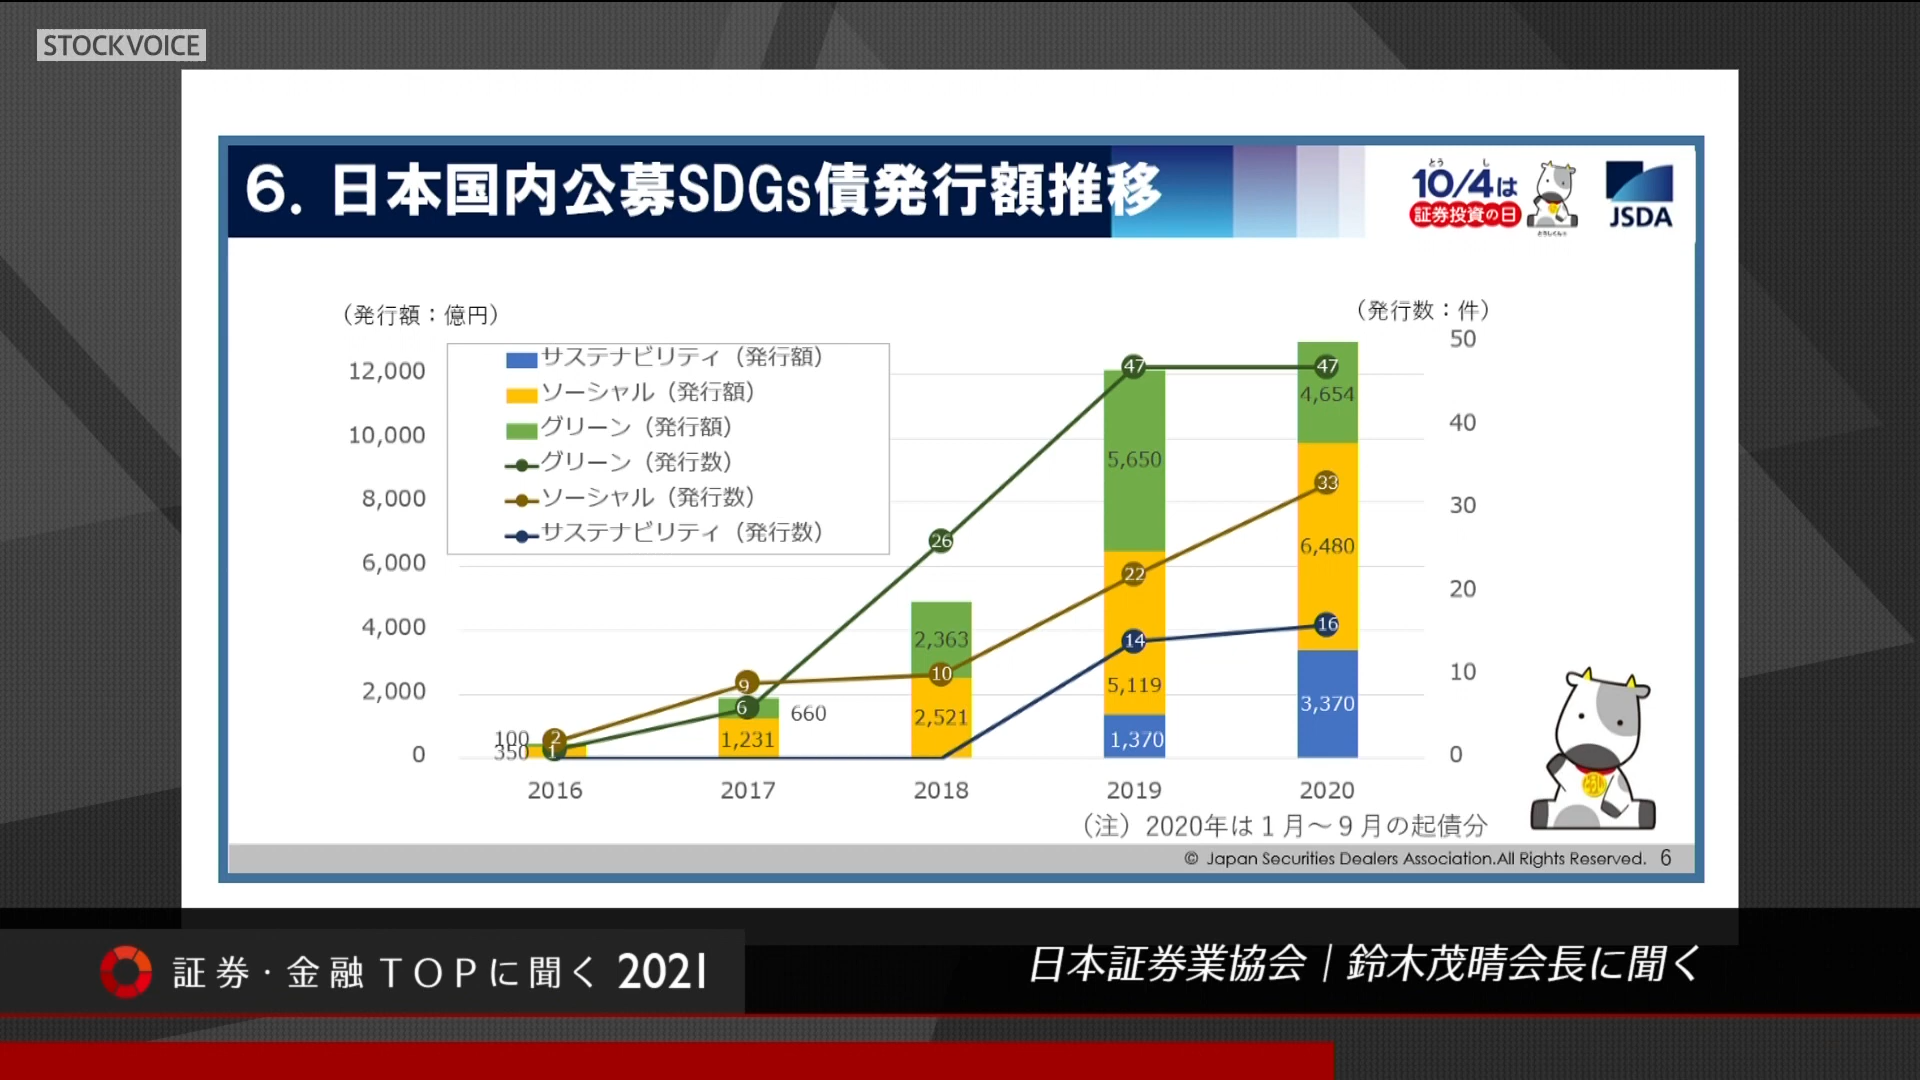 STOCKVOICE
6. 日本国内公募SDGs債発行額推移
とう し
10/4は
証券投資の日
JSDA
（発行額：億円）
（発行数：件）
サステナビリティ（発行額）
ソーシャル（発行額）
グリーン（発行額）
グリーン（発行数）
ソーシャル（発行数）
サステナビリティ（発行数）
12,000
10,000
8,000
6,000
4,000
2,000
0
50
40
30
20
10
0
100
350
2
1
9
6
660
1,231
26
2,363
10
2,521
47
5,650
22
14
5,119
1,370
47
4,654
33
6,480
16
3,370
2016
2017
2018
2019
2020
（注）2020年は１月～９月の起債分
© Japan Securities Dealers Association.All Rights Reserved. 6
証券・金融TOPに聞く 2021
日本証券業協会｜鈴木茂晴会長に聞く